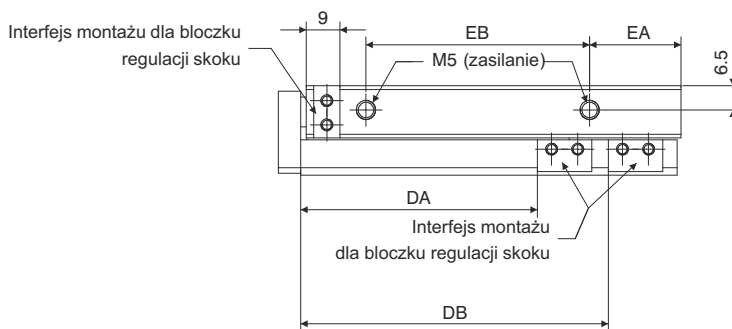 9
EB
EA
Interfejs montażu dla bloczku
regulacji skoku
M5 (zasilanie)
6.5
DA
Interfejs montażu
dla bloczku regulacji skoku
DB